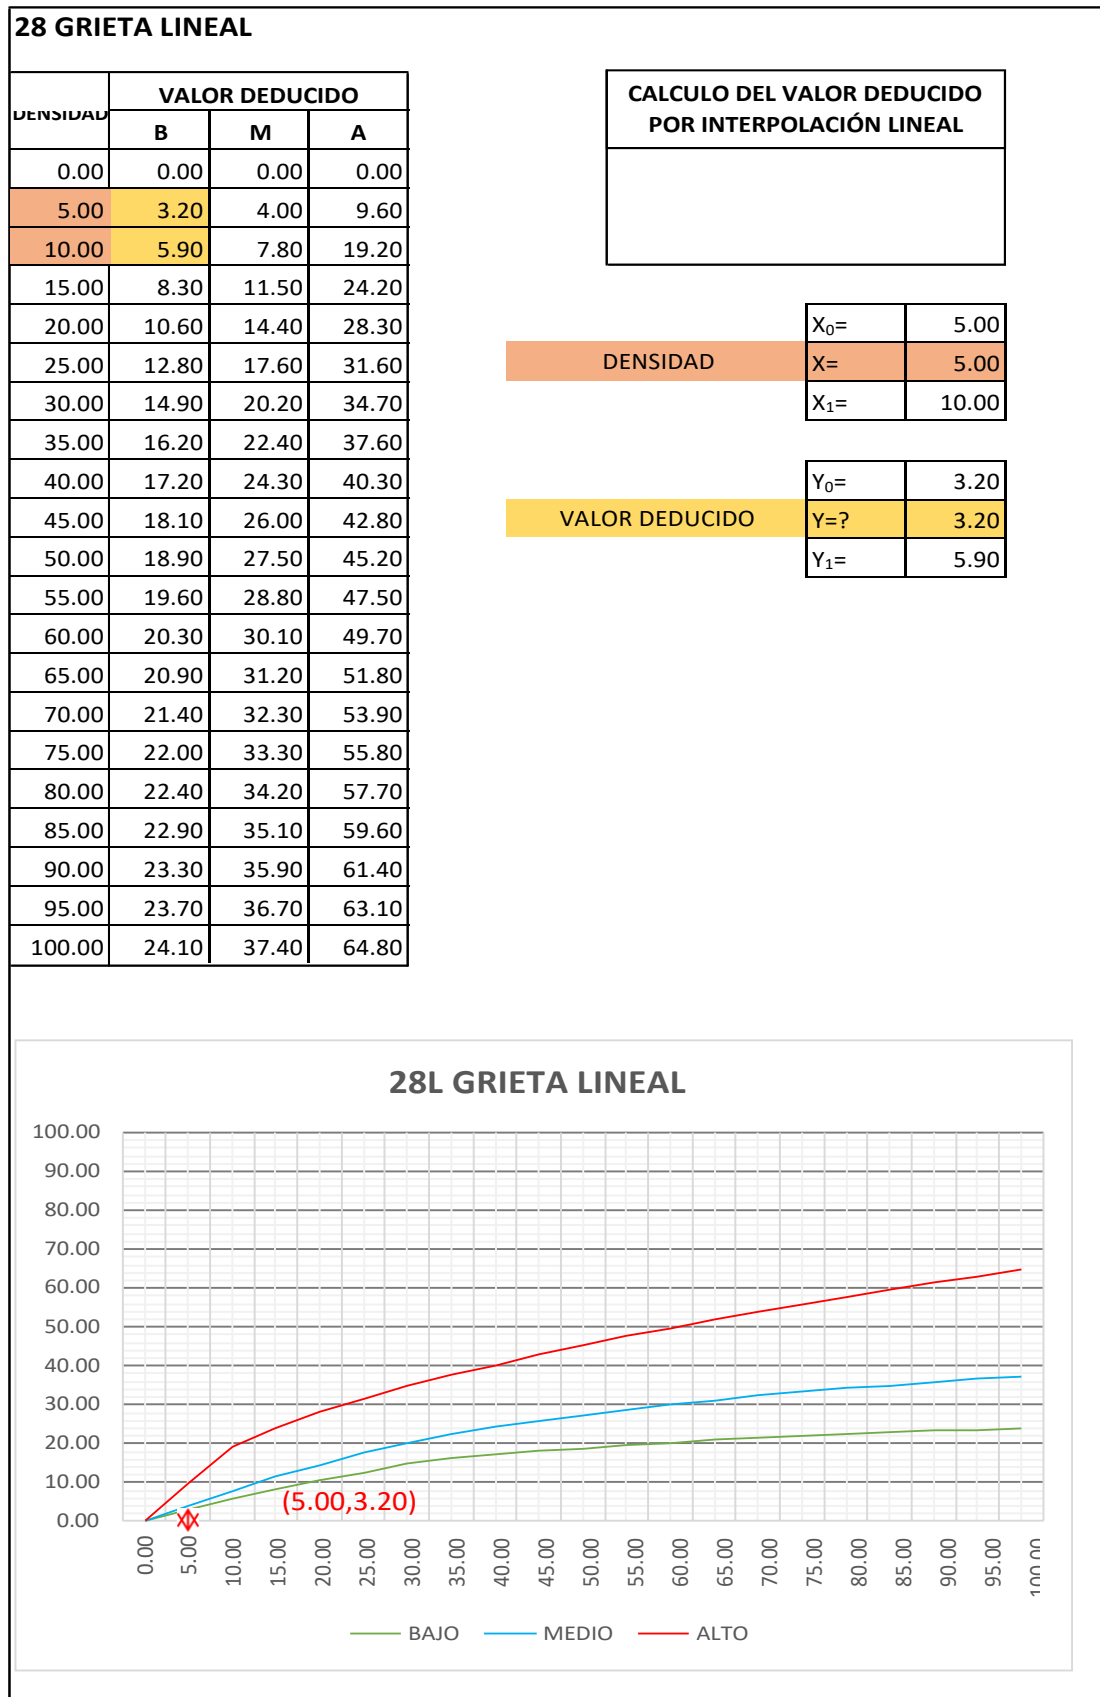 28 GRIETA LINEAL
DENSIDAD VALOR DEDUCIDO
B M A
0.00 0.00 0.00 0.00
5.00 3.20 4.00 9.60
10.00 5.90 7.80 19.20
15.00 8.30 11.50 24.20
20.00 10.60 14.40 28.30
25.00 12.80 17.60 31.60
30.00 14.90 20.20 34.70
35.00 16.20 22.40 37.60
40.00 17.20 24.30 40.30
45.00 18.10 26.00 42.80
50.00 18.90 27.50 45.20
55.00 19.60 28.80 47.50
60.00 20.30 30.10 49.70
65.00 20.90 31.20 51.80
70.00 21.40 32.30 53.90
75.00 22.00 33.30 55.80
80.00 22.40 34.20 57.70
85.00 22.90 35.10 59.60
90.00 23.30 35.90 61.40
95.00 23.70 36.70 63.10
100.00 24.10 37.40 64.80
CALCULO DEL VALOR DEDUCIDO
POR INTERPOLACIÓN LINEAL
X₀= 5.00
DENSIDAD X= 5.00
X₁= 10.00
Y₀= 3.20
VALOR DEDUCIDO Y=? 3.20
Y₁= 5.90
28L GRIETA LINEAL
100.00
90.00
80.00
70.00
60.00
50.00
40.00
30.00
20.00
10.00
0.00
(5.00,3.20)
0.00 5.00 10.00 15.00 20.00 25.00 30.00 35.00 40.00 45.00 50.00 55.00 60.00 65.00 70.00 75.00 80.00 85.00 90.00 95.00 100.00
BAJO MEDIO ALTO